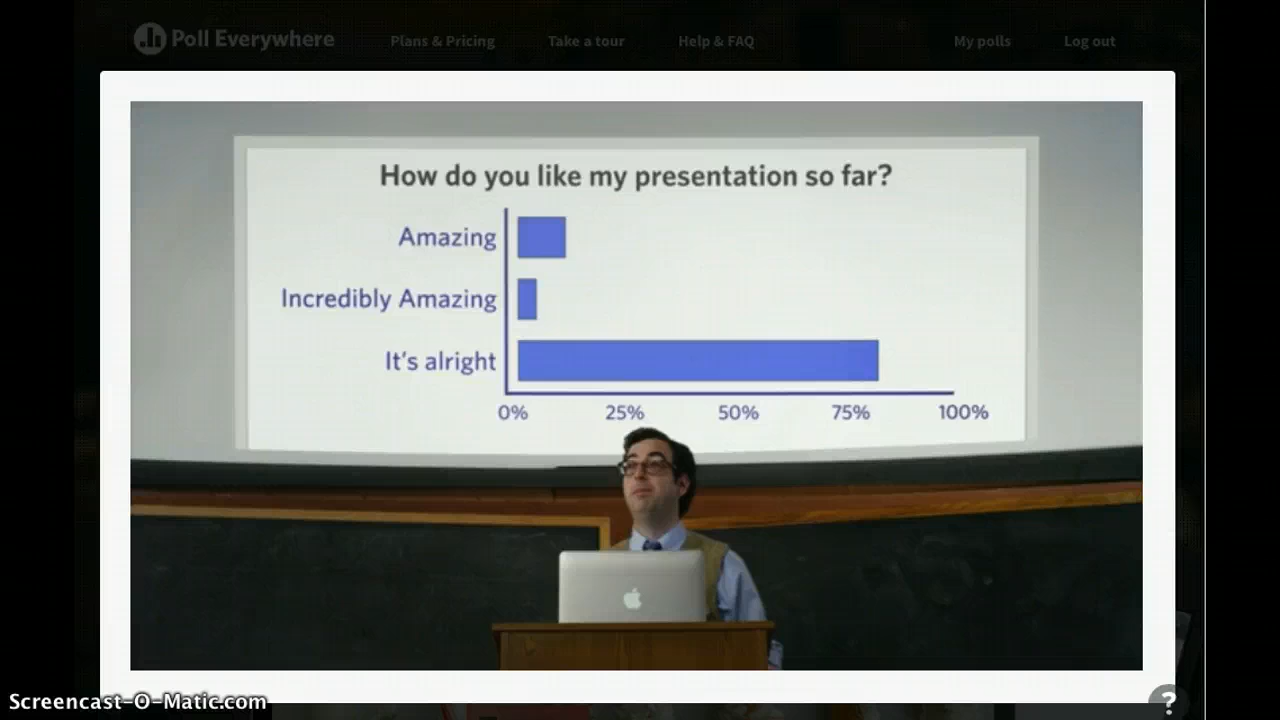 Poll Everywhere
Plans & Pricing
Take a tour
Help & FAQ
My polls
Log out
How do you like my presentation so far?
Amazing
Incredibly Amazing
It's alright
0% 25% 50% 75% 100%
Screencast-O-Matic.com
?